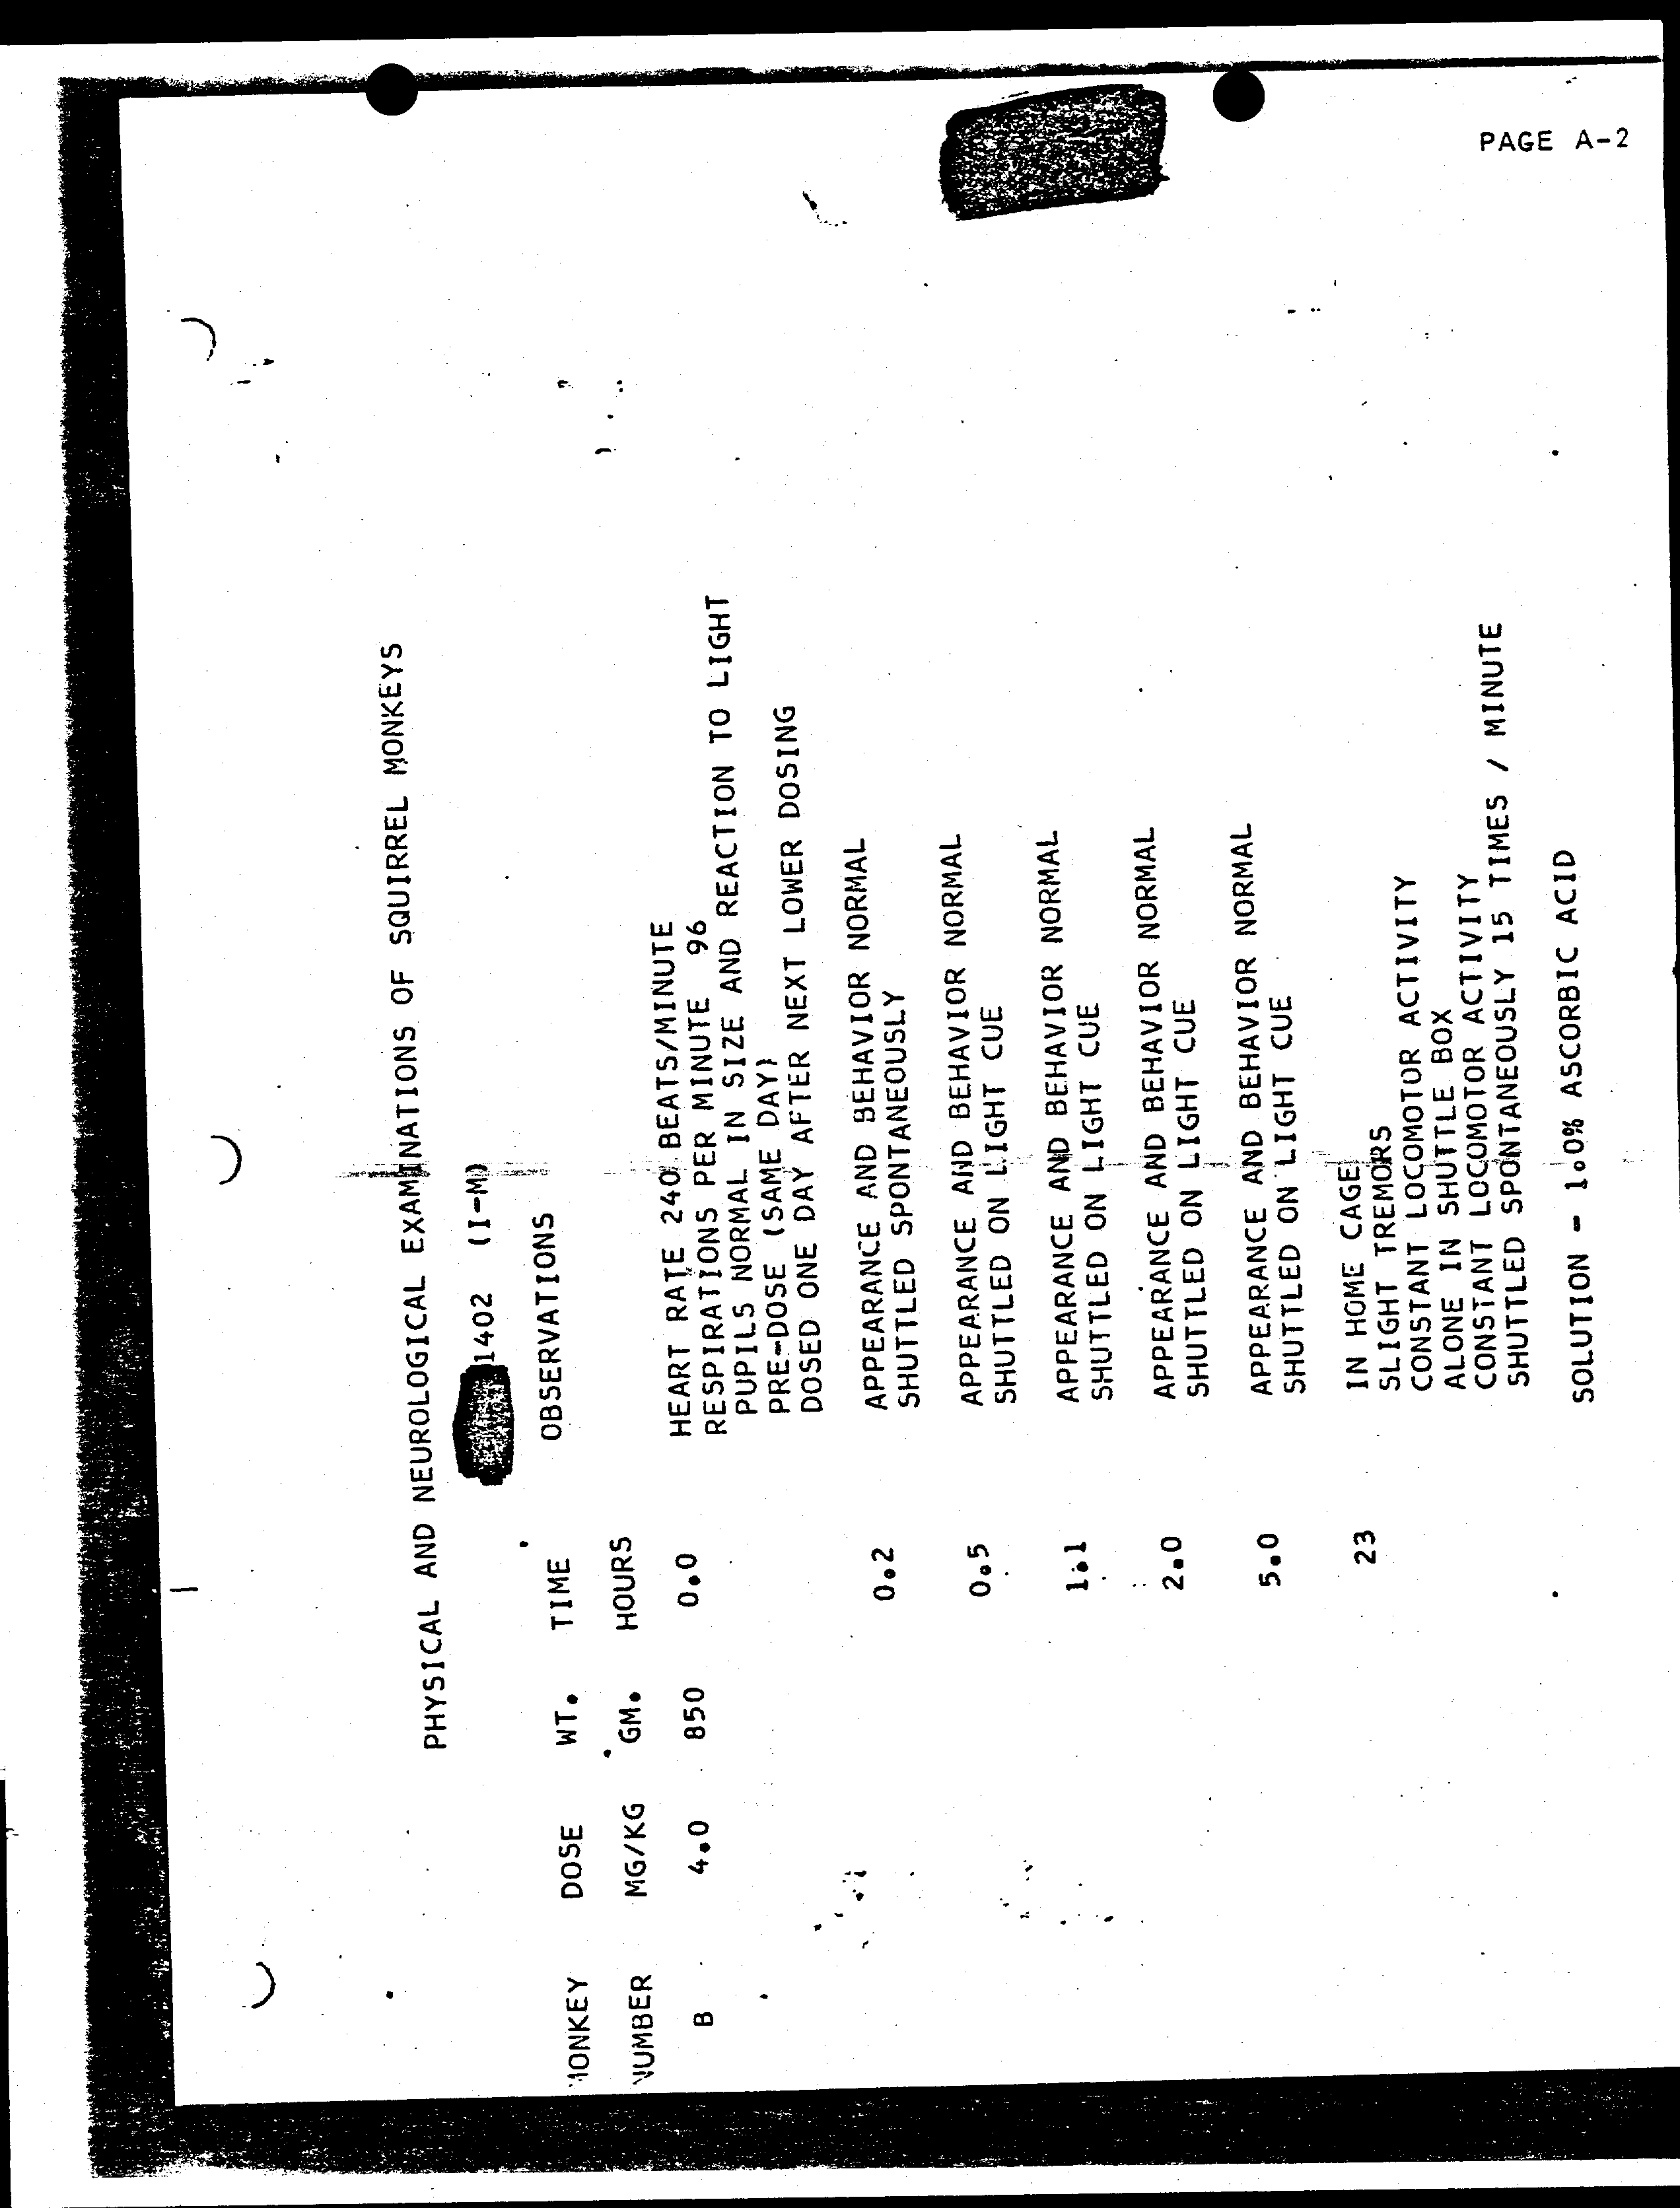 PAGE A-2
PHYSICAL AND NEUROLOGICAL EXAMINATIONS OF SQUIRREL MONKEYS
1402 (I-M)
MONKEY DOSE WT. TIME OBSERVATIONS
NUMBER MG/KG GM. HOURS
B 4.0 850 0.0 HEART RATE 240 BEATS/MINUTE
RESPIRATIONS PER MINUTE 96
PUPILS NORMAL IN SIZE AND REACTION TO LIGHT
PRE-DOSE (SAME DAY)
DOSED ONE DAY AFTER NEXT LOWER DOSING
0.2 APPEARANCE AND BEHAVIOR NORMAL
SHUTTLED SPONTANEOUSLY
0.5 APPEARANCE AND BEHAVIOR NORMAL
SHUTTLED ON LIGHT CUE
1.1 APPEARANCE AND BEHAVIOR NORMAL
SHUTTLED ON LIGHT CUE
2.0 APPEARANCE AND BEHAVIOR NORMAL
SHUTTLED ON LIGHT CUE
5.0 APPEARANCE AND BEHAVIOR NORMAL
SHUTTLED ON LIGHT CUE
23 IN HOME CAGE
SLIGHT TREMORS
CONSTANT LOCOMOTOR ACTIVITY
ALONE IN SHUTTLE BOX
CONSTANT LOCOMOTOR ACTIVITY
SHUTTLED SPONTANEOUSLY 15 TIMES / MINUTE
SOLUTION - 1.0% ASCORBIC ACID